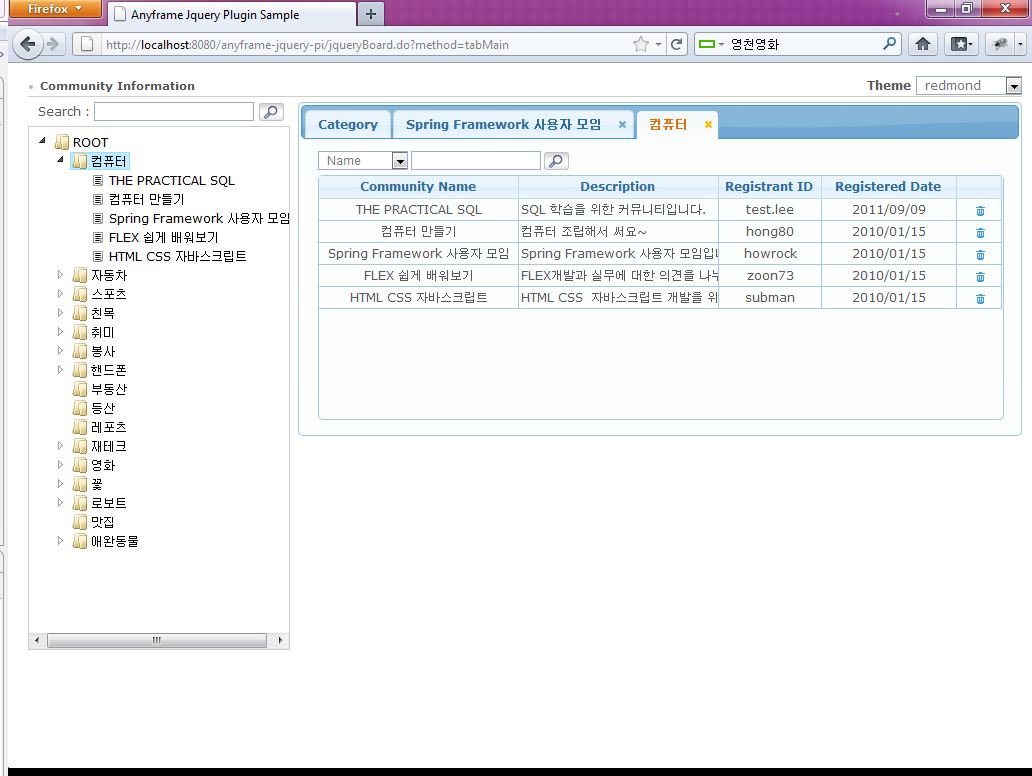 Firefox
Anyframe Jquery Plugin Sample
http://localhost:8080/anyframe-jquery-pi/jqueryBoard.do?method=tabMain
영천영화
Community Information
Theme redmond
Search :
ROOT
컴퓨터
THE PRACTICAL SQL
컴퓨터 만들기
Spring Framework 사용자 모임
FLEX 쉽게 배워보기
HTML CSS 자바스크립트
자동차
스포츠
친목
취미
봉사
핸드폰
부동산
등산
레포츠
재테크
영화
꽃
로보트
맛집
애완동물
Category Spring Framework 사용자 모임 컴퓨터
Name
Community Name Description Registrant ID Registered Date
THE PRACTICAL SQL SQL 학습을 위한 커뮤니티입니다. test.lee 2011/09/09
컴퓨터 만들기 컴퓨터 조립해서 써요~ hong80 2010/01/15
Spring Framework 사용자 모임 Spring Framework 사용자 모임입니 howrock 2010/01/15
FLEX 쉽게 배워보기 FLEX개발과 실무에 대한 의견을 나누 zoon73 2010/01/15
HTML CSS 자바스크립트 HTML CSS 자바스크립트 개발을 위 subman 2010/01/15